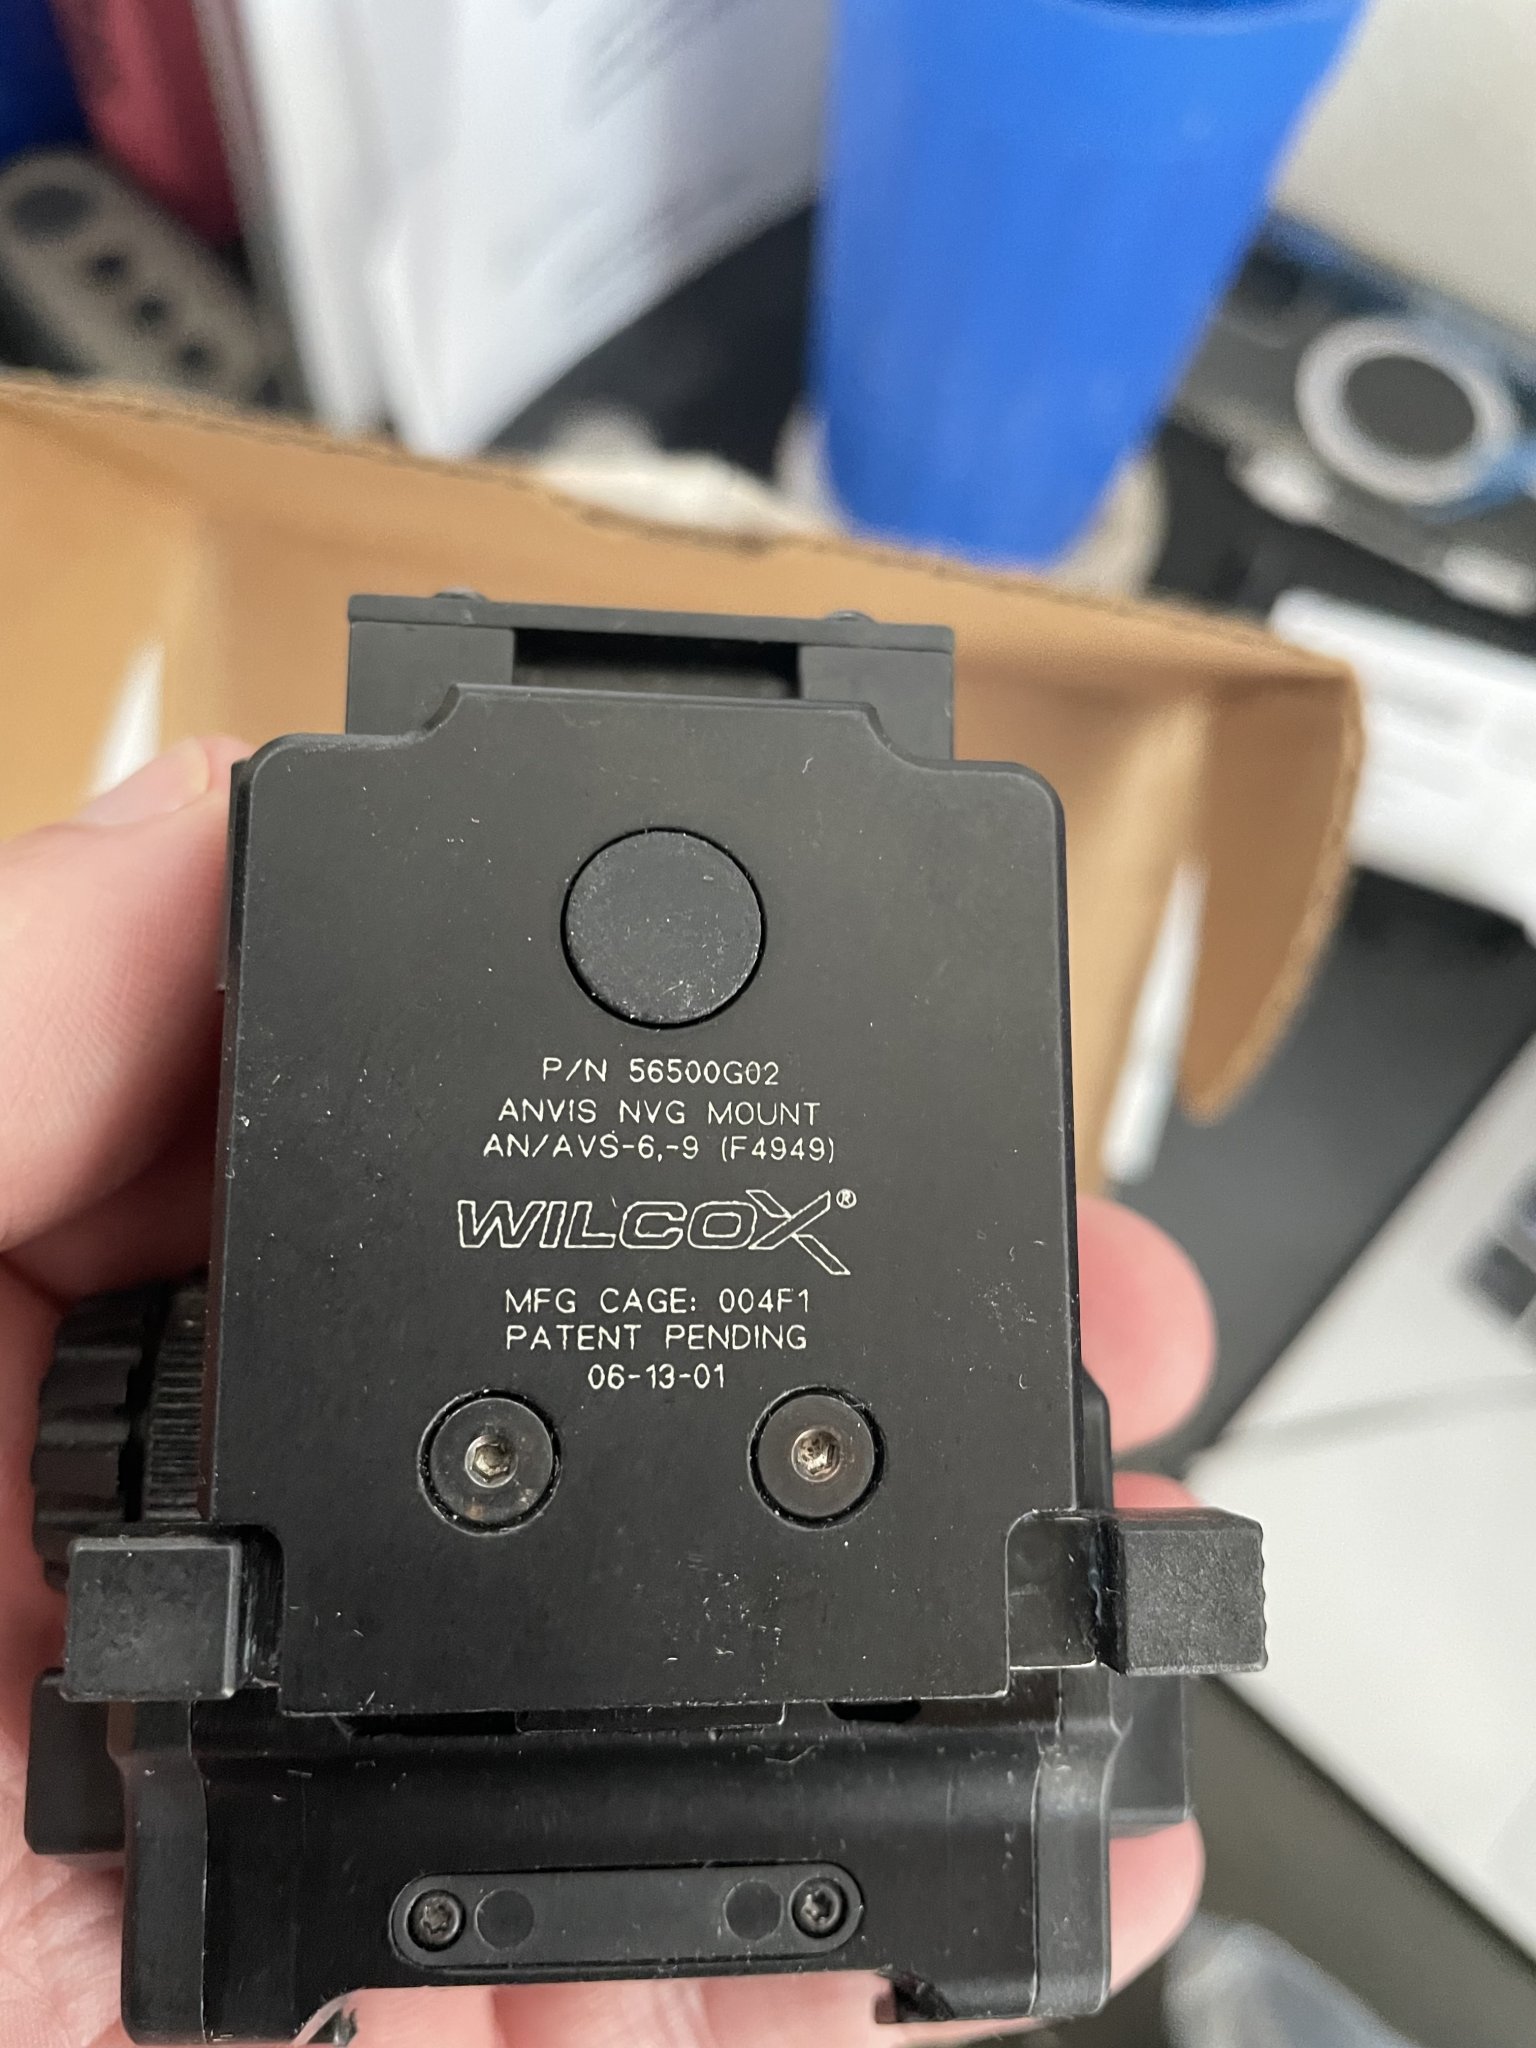 P/N 56500G02
ANVIS NVG MOUNT
AN/AVS-6,-9 (F4949)
WILCOX®
MFG CAGE: 004F1
PATENT PENDING
06-13-01